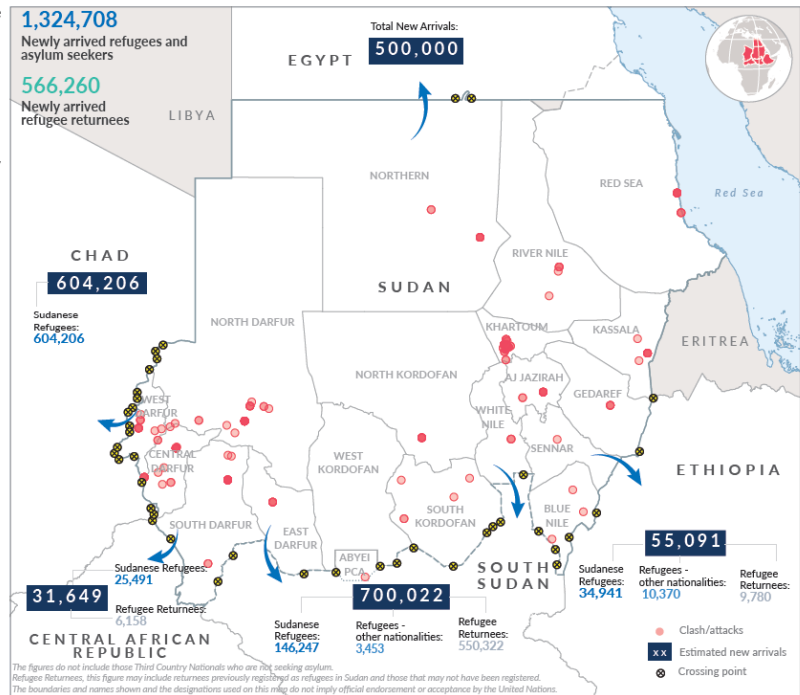 1,324,708
Newly arrived refugees and
asylum seekers
566,260
Newly arrived
refugee returnees
Total New Arrivals:
EGYPT
500,000
LIBYA
NORTHERN
RED SEA
Red Sea
CHAD
604,206
Sudanese
Refugees:
604,206
RIVER NILE
SUDAN
NORTH DARFUR
KHARTOUM
KASSALA
ERITREA
NORTH KORDOFAN
AJ JAZIRAH
GEDAREF
WEST
DARFUR
WHITE
NILE
SENNAR
CENTRAL
DARFUR
WEST
KORDOFAN
ETHIOPIA
SOUTH
KORDOFAN
BLUE
NILE
SOUTH DARFUR
EAST
DARFUR
ABYEI
PCA
SOUTH
SUDAN
55,091
Sudanese
Refugees:
34,941
Refugees -
other nationalities:
10,370
Refugee
Returnees:
9,780
Sudanese Refugees:
25,491
31,649
Refugee Returnees:
6,158
CENTRAL AFRICAN
REPUBLIC
700,022
Sudanese
Refugees:
146,247
Refugees -
other nationalities:
3,453
Refugee
Returnees:
550,322
Clash/attacks
xx
Estimated new arrivals
Crossing point
The figures do not include those Third Country Nationals who are not seeking asylum.
Refugee Returnees, this figure may include returnees previously registered as refugees in Sudan and those that may not have been registered.
The boundaries and names shown and the designations used on this map do not imply official endorsement or acceptance by the United Nations.